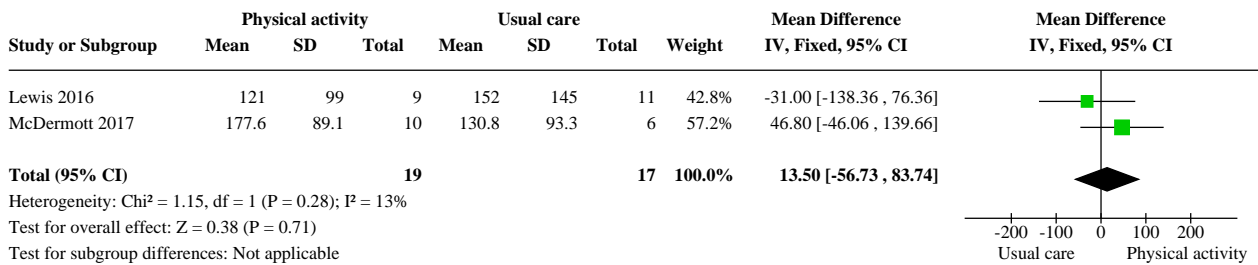 Physical activity Usual care Mean Difference Mean Difference
Study or Subgroup Mean SD Total Mean SD Total Weight IV, Fixed, 95% CI IV, Fixed, 95% CI
Lewis 2016 121 99 9 152 145 11 42.8% -31.00 [-138.36 , 76.36]
McDermott 2017 177.6 89.1 10 130.8 93.3 6 57.2% 46.80 [-46.06 , 139.66]
Total (95% CI) 19 17 100.0% 13.50 [-56.73 , 83.74]
Heterogeneity: Chi² = 1.15, df = 1 (P = 0.28); I² = 13%
Test for overall effect: Z = 0.38 (P = 0.71)
Test for subgroup differences: Not applicable
-200 -100 0 100 200
Usual care Physical activity